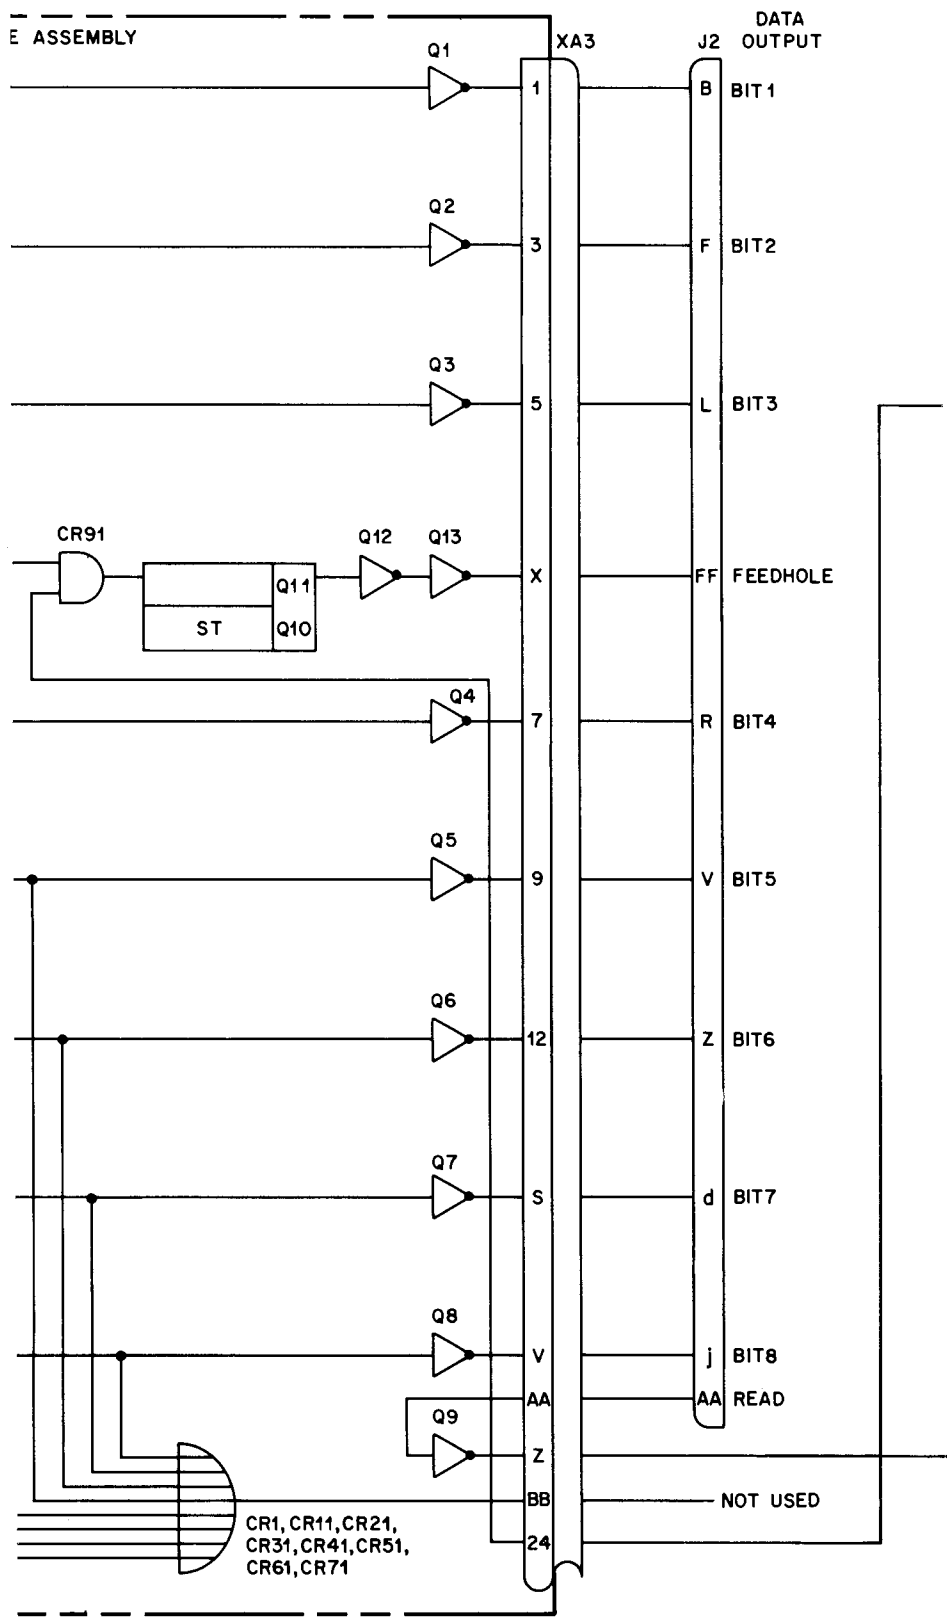 DATA
E ASSEMBLY XA3 J2 OUTPUT
Q1
1 B BIT1
Q2
3 F BIT2
Q3
5 L BIT3
CR91 Q12 Q13
Q11 X FF FEEDHOLE
ST Q10
Q4
7 R BIT4
Q5
9 V BIT5
Q6
12 Z BIT6
Q7
S d BIT7
Q8
V j BIT8
AA AA READ
Q9
Z
BB NOT USED
CR1, CR11, CR21,
24
CR31, CR41, CR51,
CR61, CR71